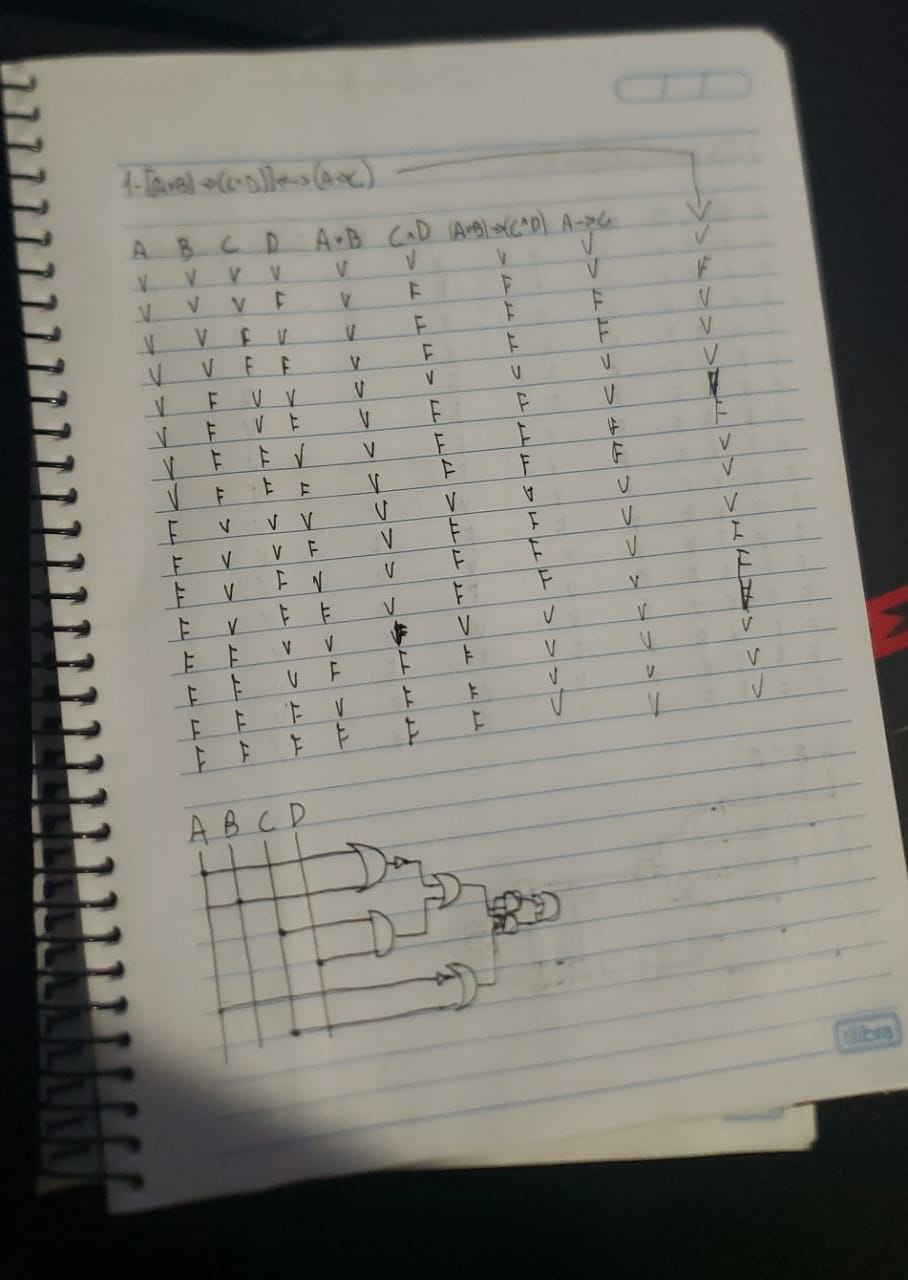 1- [(A∨B)→(C∧D)]↔(A→C)
A B C D A∨B C∧D (A∨B)→(C∧D) A→C
V V V V V V V V V
V V V F V F F V F
V V F V V F F F V
V V F F V F F F V
V F V V V V V V V
V F V F V F F V F
V F F V V F F F V
V F F F V F F F V
F V V V V V V V V
F V V F V F F V F
F V F V V F F V F
F V F F V F F V
F F V V F V V V V
F F V F F F V V V
F F F V F F V V V
F F F F F F V V
A B C D
tilibra